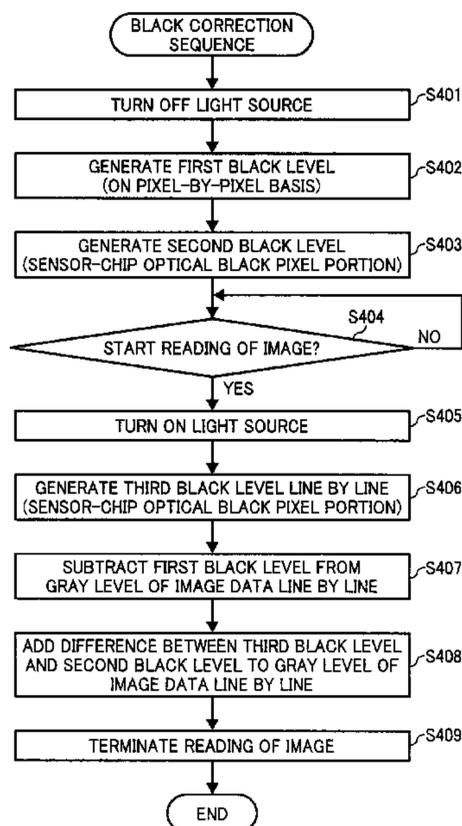 BLACK CORRECTION
SEQUENCE
S401
TURN OFF LIGHT SOURCE
S402
GENERATE FIRST BLACK LEVEL
(ON PIXEL-BY-PIXEL BASIS)
S403
GENERATE SECOND BLACK LEVEL
(SENSOR-CHIP OPTICAL BLACK PIXEL PORTION)
S404
START READING OF IMAGE?
NO
YES
S405
TURN ON LIGHT SOURCE
S406
GENERATE THIRD BLACK LEVEL LINE BY LINE
(SENSOR-CHIP OPTICAL BLACK PIXEL PORTION)
S407
SUBTRACT FIRST BLACK LEVEL FROM
GRAY LEVEL OF IMAGE DATA LINE BY LINE
S408
ADD DIFFERENCE BETWEEN THIRD BLACK LEVEL
AND SECOND BLACK LEVEL TO GRAY LEVEL OF
IMAGE DATA LINE BY LINE
S409
TERMINATE READING OF IMAGE
END